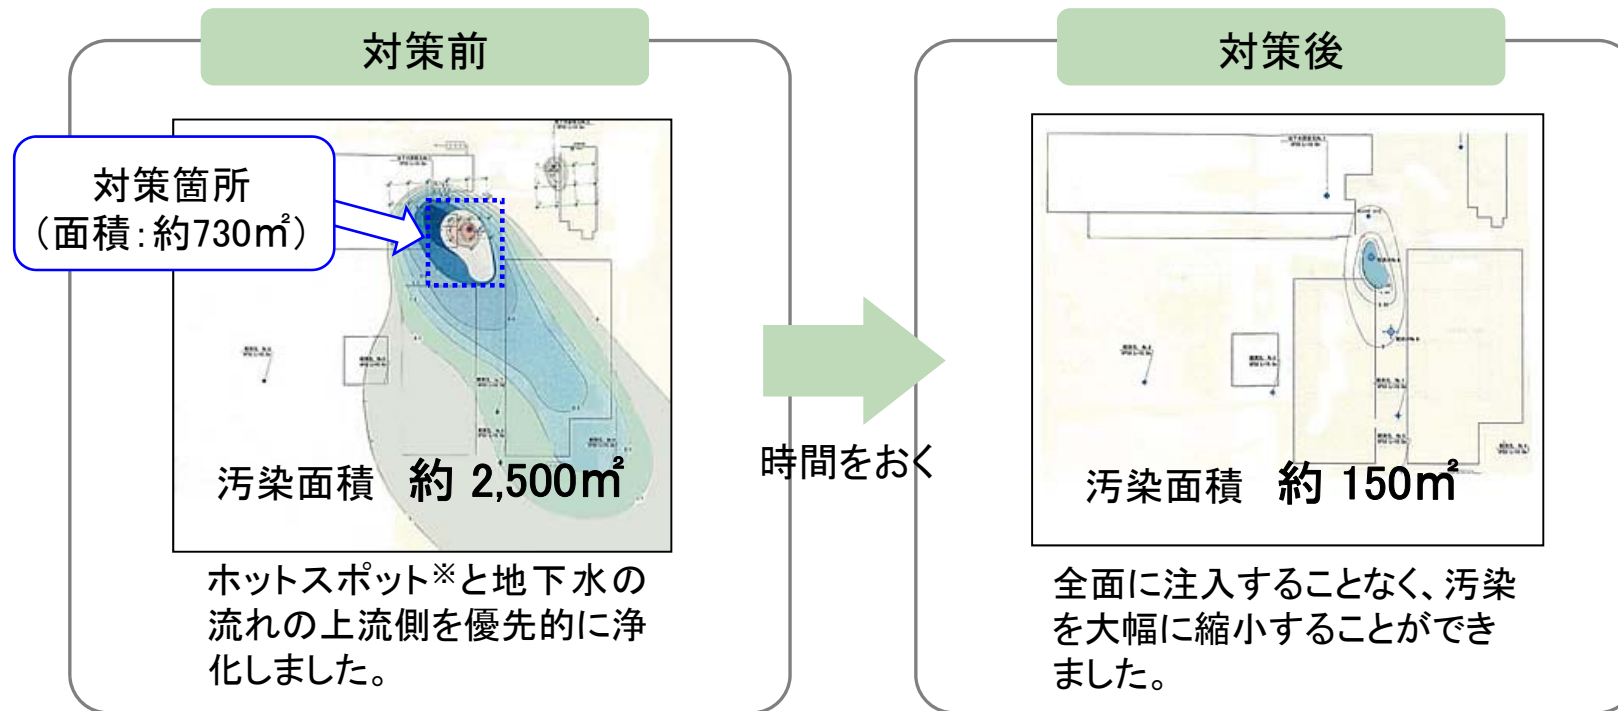 対策前
対策箇所
（面積：約730㎡）
汚染面積 約 2,500㎡
ホットスポット※と地下水の
流れの上流側を優先的に浄
化しました。
時間をおく
対策後
汚染面積 約 150㎡
全面に注入することなく、汚染
を大幅に縮小することができ
ました。